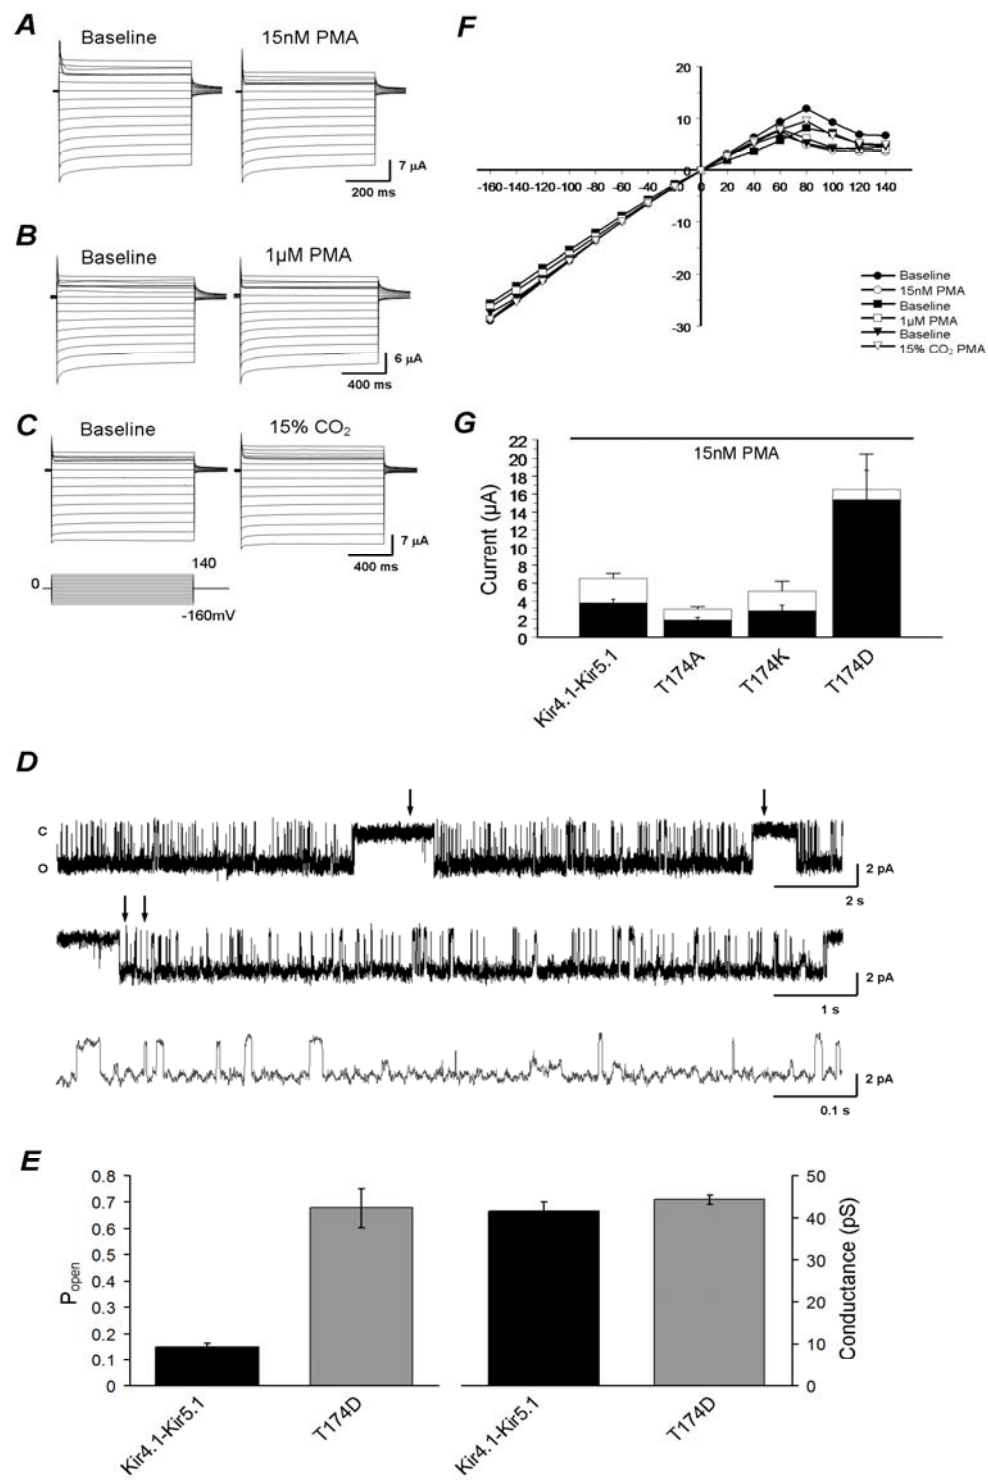 A
Baseline
15nM PMA
7 µA
200 ms
B
Baseline
1µM PMA
6 µA
400 ms
C
Baseline
15% CO2
7 µA
400 ms
0
140
-160mV
F
20
10
0
-10
-20
-30
-160 -140 -120 -100 -80 -60 -40 0 20 40 60 80 100 120 140
Baseline
15nM PMA
Baseline
1µM PMA
Baseline
15% CO2 PMA
G
22
20
18
16
14
12
10
8
6
4
2
0
Current (µA)
15nM PMA
Kir4.1-Kir5.1
T174A
T174K
T174D
D
C
O
2 pA
2 s
2 pA
1 s
2 pA
0.1 s
E
0.8
0.7
0.6
0.5
0.4
0.3
0.2
0.1
0
Popen
50
40
30
20
10
0
Conductance (pS)
Kir4.1-Kir5.1
T174D
Kir4.1-Kir5.1
T174D